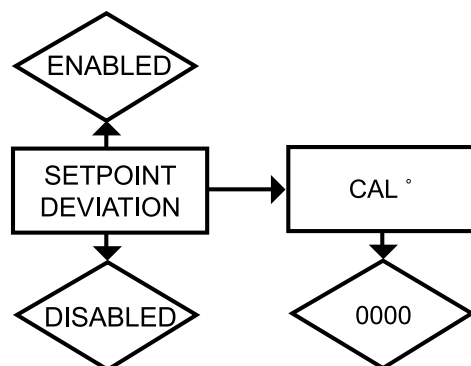 ENABLED
SETPOINT
DEVIATION
CAL °
DISABLED
0000